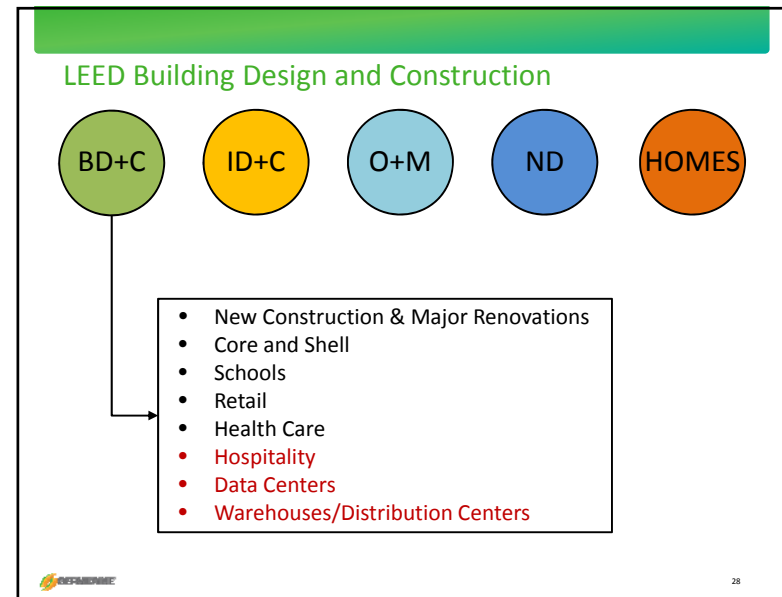 LEED Building Design and Construction
BD+C
ID+C
O+M
ND
HOMES
• New Construction & Major Renovations
• Core and Shell
• Schools
• Retail
• Health Care
• Hospitality
• Data Centers
• Warehouses/Distribution Centers
28